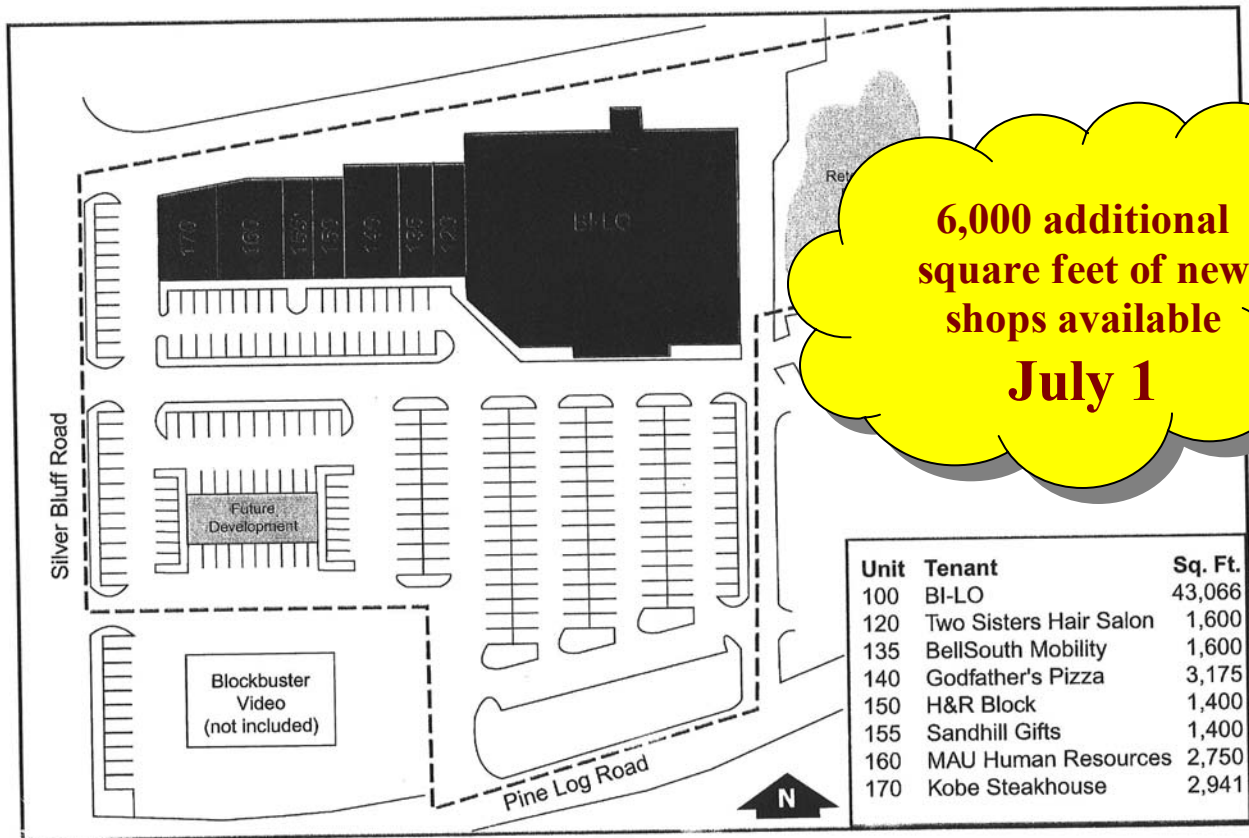 170
160
155
150
140
135
120
BI-LO
6,000 additional
square feet of new
shops available
July 1
Silver Bluff Road
Future
Development
Blockbuster
Video
(not included)
Pine Log Road
N
Unit Tenant Sq. Ft.
100 BI-LO 43,066
120 Two Sisters Hair Salon 1,600
135 BellSouth Mobility 1,600
140 Godfather's Pizza 3,175
150 H&R Block 1,400
155 Sandhill Gifts 1,400
160 MAU Human Resources 2,750
170 Kobe Steakhouse 2,941